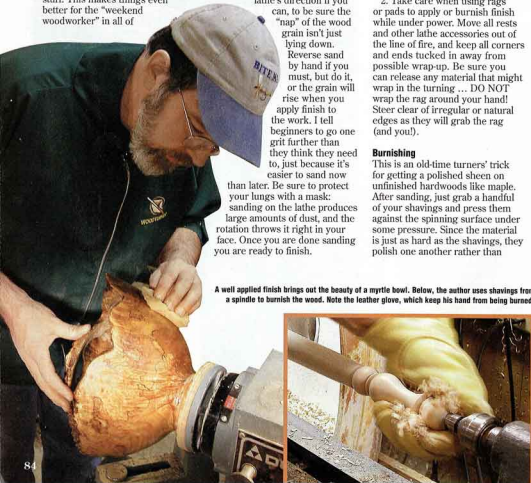 stuff. This makes things even
better for the "weekend
woodworker" in all of
lathe's direction if you
can, to be sure the
"nap" of the wood
grain isn't just
lying down.
Reverse sand
by hand if you
must, but do it,
or the grain will
rise when you
apply finish to
the work. I tell
beginners to go one
grit further than
they think they need
to, just because it's
easier to sand now
than later. Be sure to protect
your lungs with a mask:
sanding on the lathe produces
large amounts of dust, and the
rotation throws it right in your
face. Once you are done sanding
you are ready to finish.
2. Take care when using rags
or pads to apply or burnish finish
while under power. Move all rests
and other lathe accessories out of
the line of fire, and keep all corners
and ends tucked in away from
possible wrap-up. Be sure you
can release any material that might
wrap in the turning ... DO NOT
wrap the rag around your hand!
Steer clear of irregular or natural
edges as they will grab the rag
(and you!).
Burnishing
This is an old-time turners' trick
for getting a polished sheen on
unfinished hardwoods like maple.
After sanding, just grab a handful
of your shavings and press them
against the spinning surface under
some pressure. Since the material
is just as hard as the shavings, they
polish one another rather than
A well applied finish brings out the beauty of a myrtle bowl. Below, the author uses shavings from
a spindle to burnish the wood. Note the leather glove, which keep his hand from being burned
84